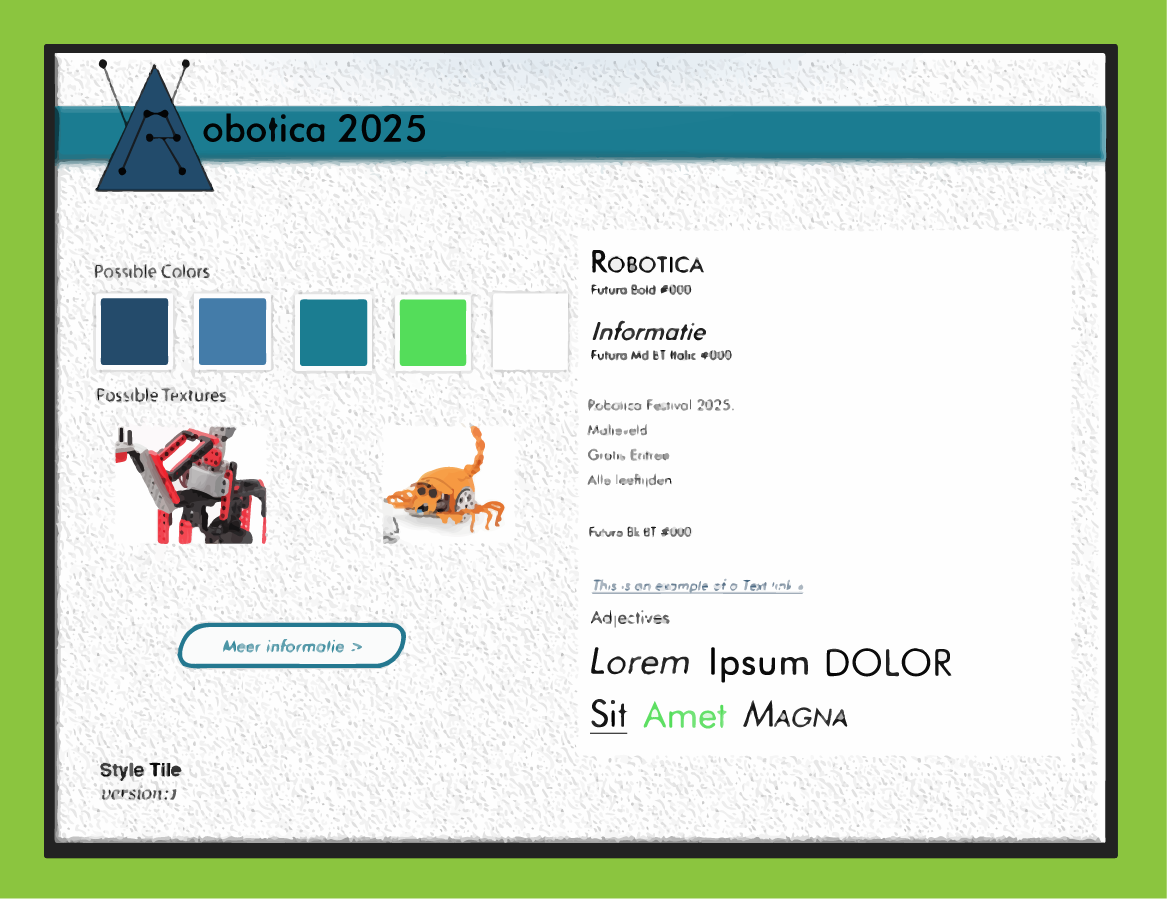 Robotica 2025
Possible Colors
Possible Textures
Meer informatie >
Style Tile
version:1
ROBOTICA
Futura Bold #000
Informatie
Futura Md BT Italic #000
Robotica Festival 2025.
Malieveld
Gratis Entree
Alle leeftijden
Futura Bk BT #000
This is an example of a Text link »
Adjectives
Lorem Ipsum DOLOR
Sit Amet MAGNA